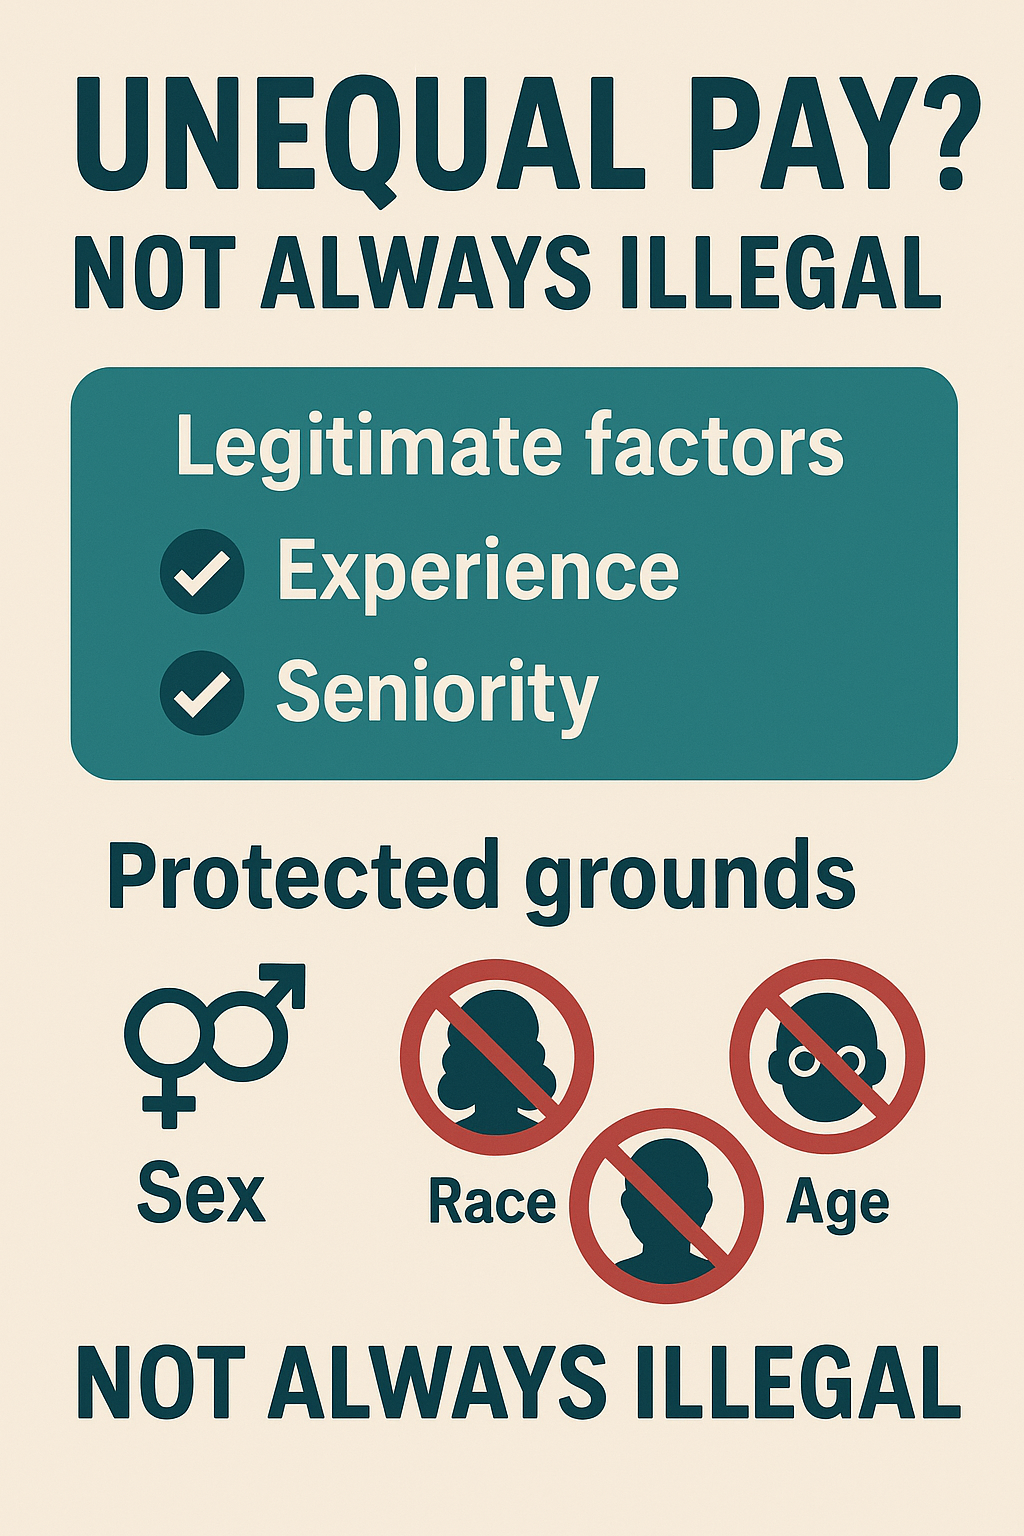 UNEQUAL PAY?
NOT ALWAYS ILLEGAL
Legitimate factors
Experience
Seniority
Protected grounds
Sex
Race
Age
NOT ALWAYS ILLEGAL